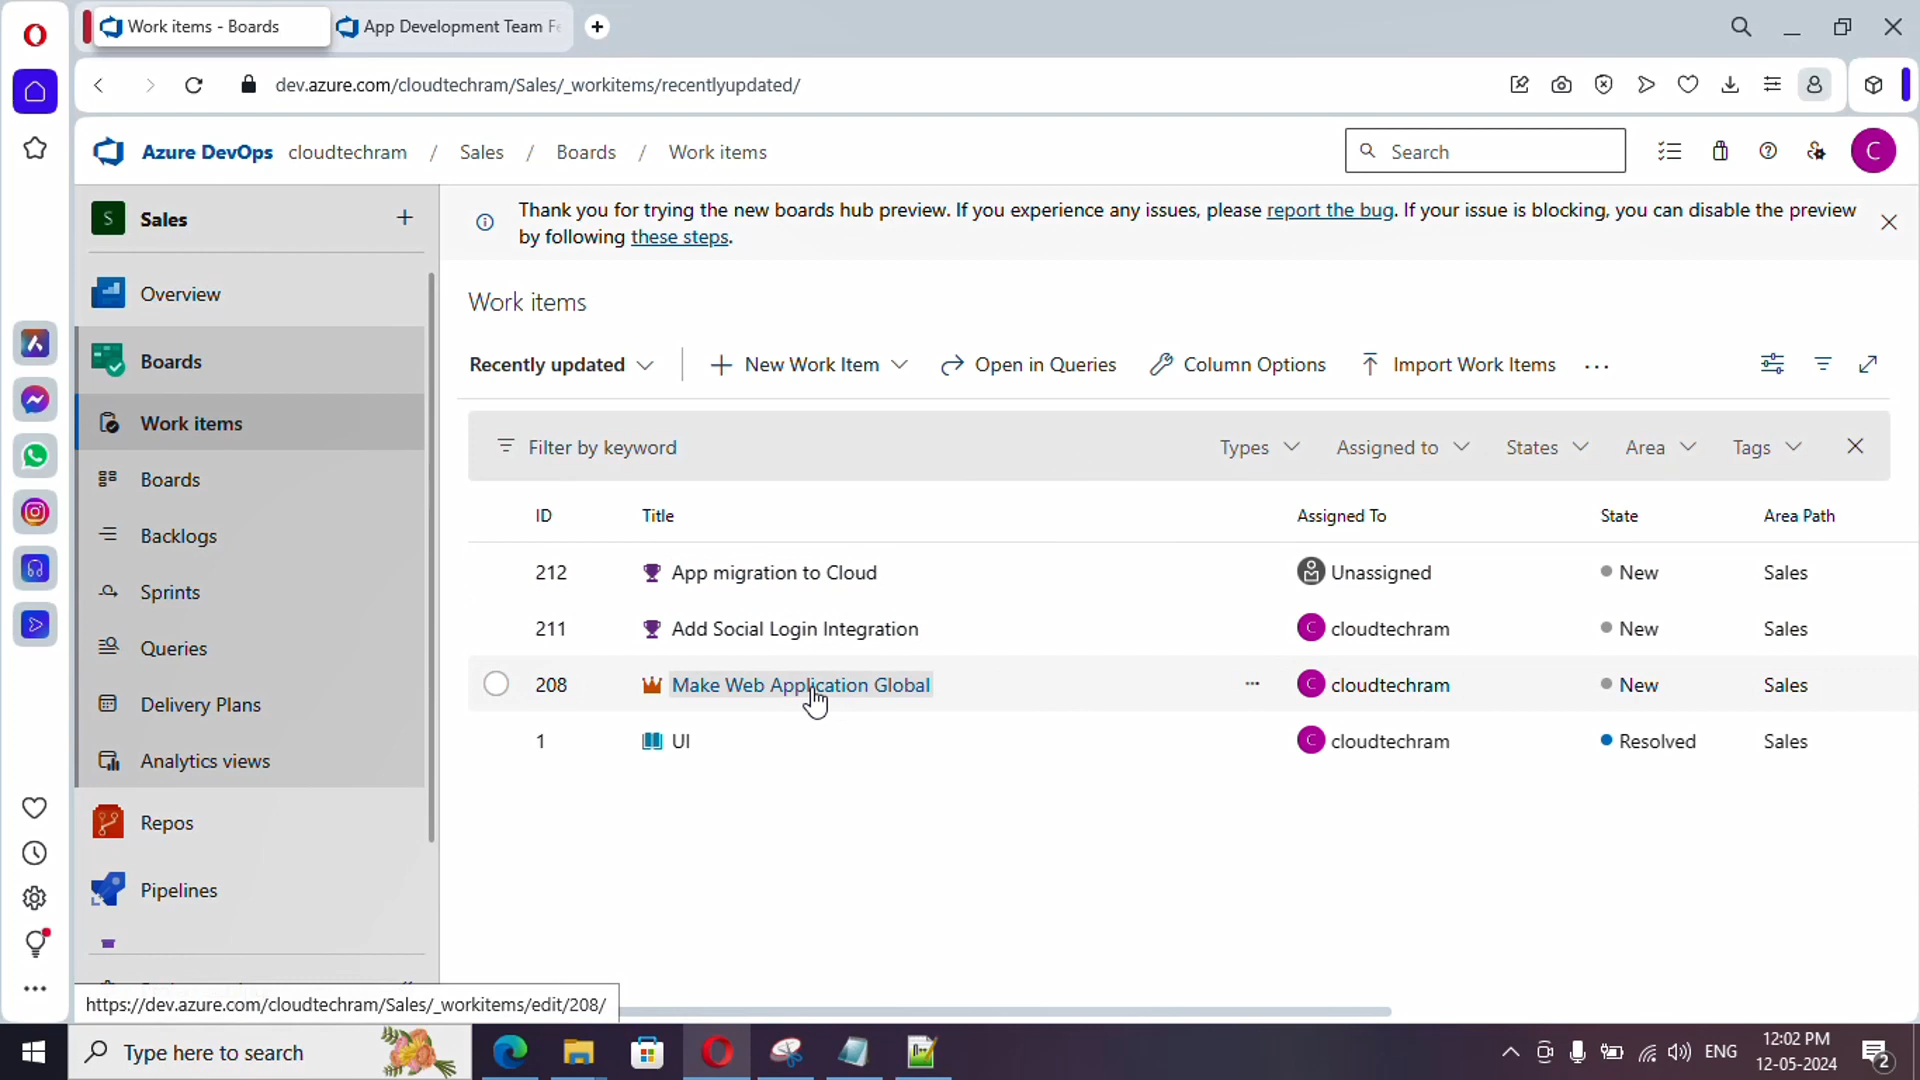 Work items - Boards
App Development Team Fe
dev.azure.com/cloudtechram/Sales/_workitems/recentlyupdated/
Azure DevOps cloudtechram / Sales / Boards / Work items
Search
C
S Sales
Thank you for trying the new boards hub preview. If you experience any issues, please report the bug. If your issue is blocking, you can disable the preview
by following these steps.
Overview
Boards
Work items
Boards
Backlogs
Sprints
Queries
Delivery Plans
Analytics views
Repos
Pipelines
Work items
Recently updated
New Work Item
Open in Queries
Column Options
Import Work Items
Filter by keyword
Types
Assigned to
States
Area
Tags
ID Title Assigned To State Area Path
212 App migration to Cloud Unassigned New Sales
211 Add Social Login Integration C cloudtechram New Sales
208 Make Web Application Global C cloudtechram New Sales
1 UI C cloudtechram Resolved Sales
https://dev.azure.com/cloudtechram/Sales/_workitems/edit/208/
Type here to search
ENG
12:02 PM
12-05-2024
2